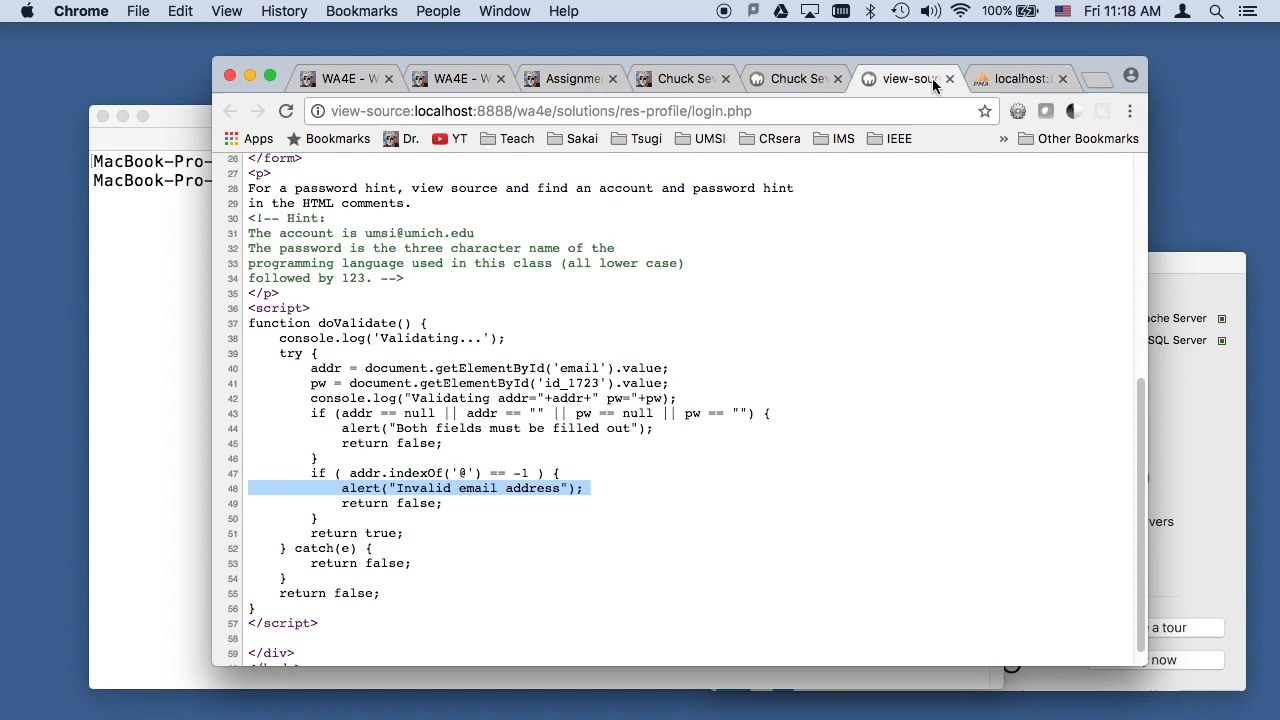 Chrome File Edit View History Bookmarks People Window Help 100% Fri 11:18 AM
WA4E - W WA4E - W Assignme Chuck Sev Chuck Sev view-sour localhost:8
view-source:localhost:8888/wa4e/solutions/res-profile/login.php
Apps Bookmarks Dr. YT Teach Sakai Tsugi UMSI CRsera IMS IEEE » Other Bookmarks
MacBook-Pro-
MacBook-Pro-
26 </form>
27 <p>
28 For a password hint, view source and find an account and password hint
29 in the HTML comments.
30 <!-- Hint:
31 The account is umsi@umich.edu
32 The password is the three character name of the
33 programming language used in this class (all lower case)
34 followed by 123. -->
35 </p>
36 <script>
37 function doValidate() {
38     console.log('Validating...');
39     try {
40         addr = document.getElementById('email').value;
41         pw = document.getElementById('id_1723').value;
42         console.log("Validating addr="+addr+" pw="+pw);
43         if (addr == null || addr == "" || pw == null || pw == "") {
44             alert("Both fields must be filled out");
45             return false;
46         }
47         if ( addr.indexOf('@') == -1 ) {
48             alert("Invalid email address");
49             return false;
50         }
51         return true;
52     } catch(e) {
53         return false;
54     }
55     return false;
56 }
57 </script>
58
59 </div>
che Server
SQL Server
vers
a tour
now